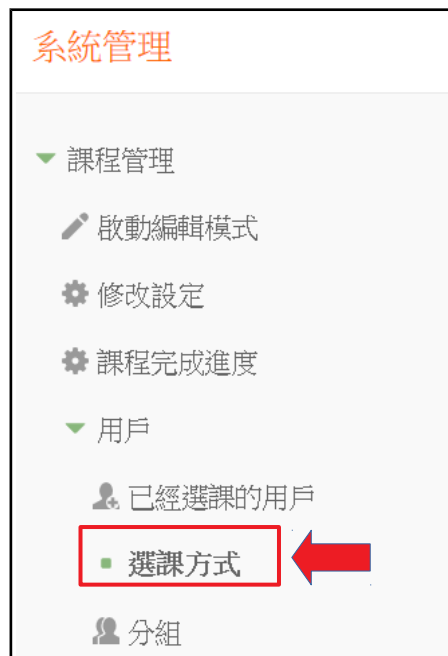 系統管理
課程管理
啟動編輯模式
修改設定
課程完成進度
用戶
已經選課的用戶
選課方式
分組